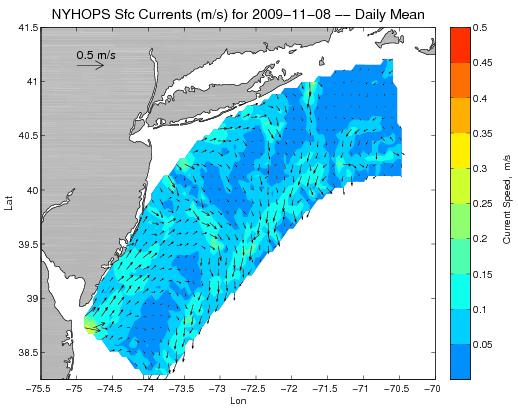 NYHOPS Sfc Currents (m/s) for 2009−11−08 −− Daily Mean
0.5 m/s
41.5
41
40.5
40
39.5
39
38.5
Lat
−75.5 −75 −74.5 −74 −73.5 −73 −72.5 −72 −71.5 −71 −70.5 −70
Lon
0.5
0.45
0.4
0.35
0.3
0.25
0.2
0.15
0.1
0.05
Current Speed, m/s